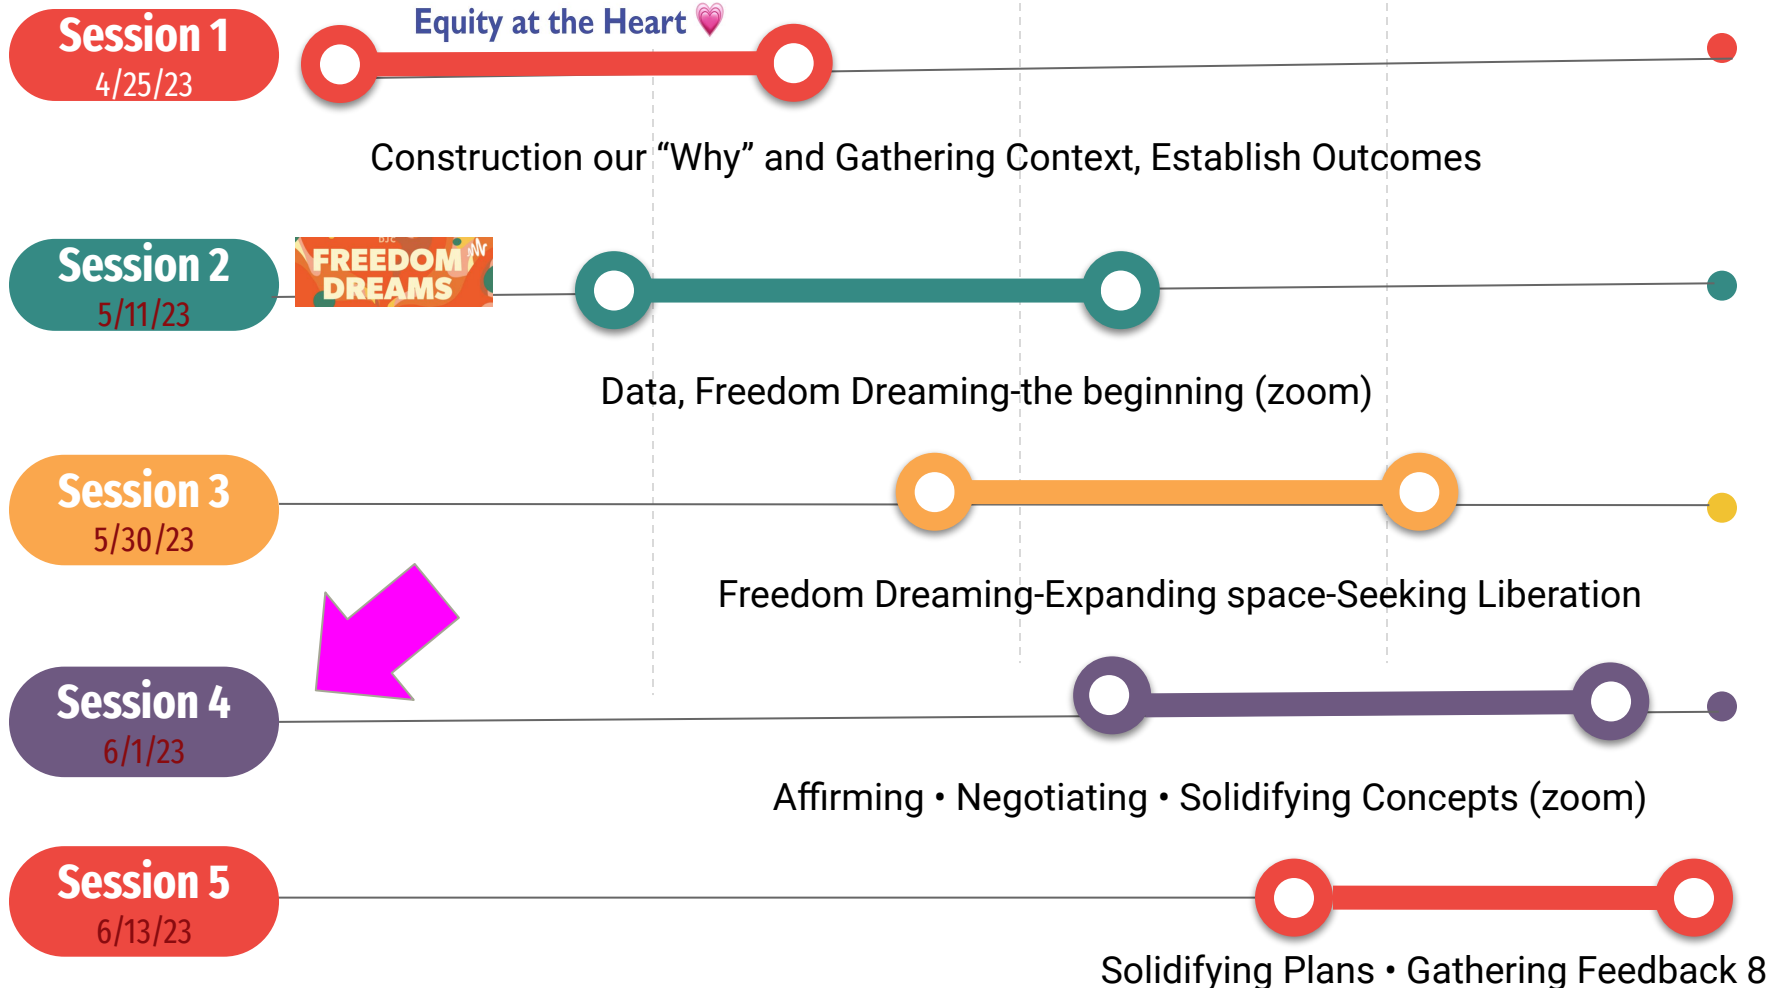 Session 1
4/25/23
Equity at the Heart 💗
Construction our “Why” and Gathering Context, Establish Outcomes
Session 2
5/11/23
DJC
FREEDOM
DREAMS
Data, Freedom Dreaming-the beginning (zoom)
Session 3
5/30/23
Freedom Dreaming-Expanding space-Seeking Liberation
Session 4
6/1/23
Affirming • Negotiating • Solidifying Concepts (zoom)
Session 5
6/13/23
Solidifying Plans • Gathering Feedback 8